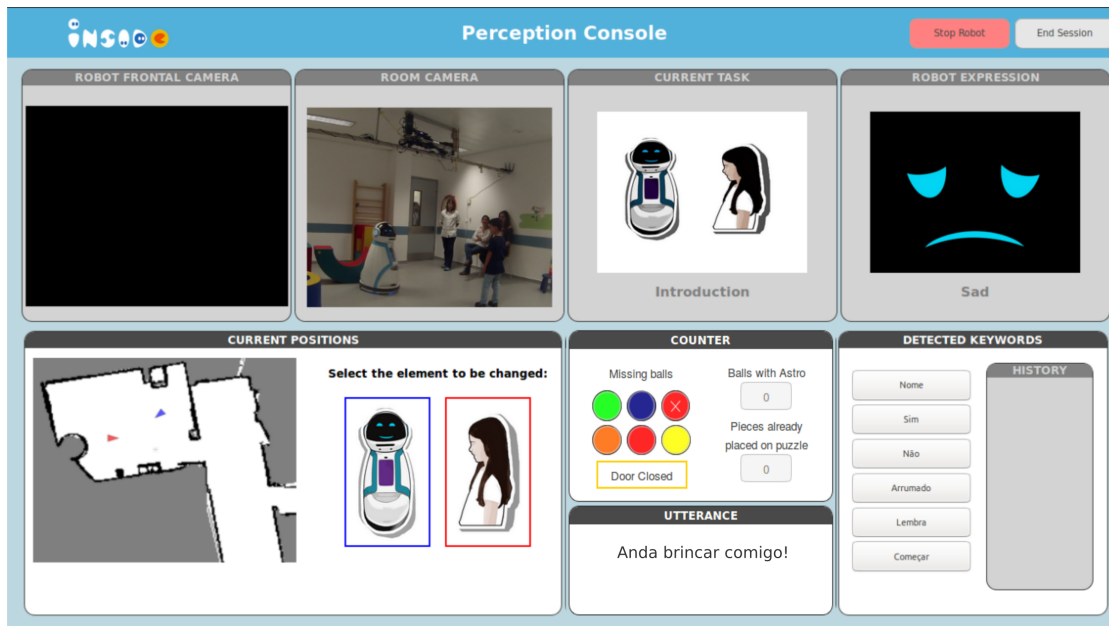 INSIDE
Perception Console
Stop Robot
End Session
ROBOT FRONTAL CAMERA
ROOM CAMERA
CURRENT TASK
ROBOT EXPRESSION
Introduction
Sad
CURRENT POSITIONS
Select the element to be changed:
COUNTER
Missing balls
Balls with Astro
0
Pieces already
placed on puzzle
0
Door Closed
UTTERANCE
Anda brincar comigo!
DETECTED KEYWORDS
Nome
Sim
Não
Arrumado
Lembra
Começar
HISTORY